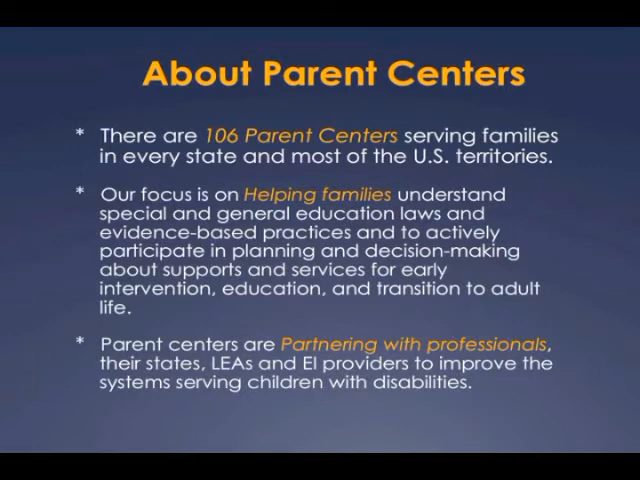 About Parent Centers
* There are 106 Parent Centers serving families
in every state and most of the U.S. territories.
* Our focus is on Helping families understand
special and general education laws and
evidence-based practices and to actively
participate in planning and decision-making
about supports and services for early
intervention, education, and transition to adult
life.
* Parent centers are Partnering with professionals,
their states, LEAs and EI providers to improve the
systems serving children with disabilities.